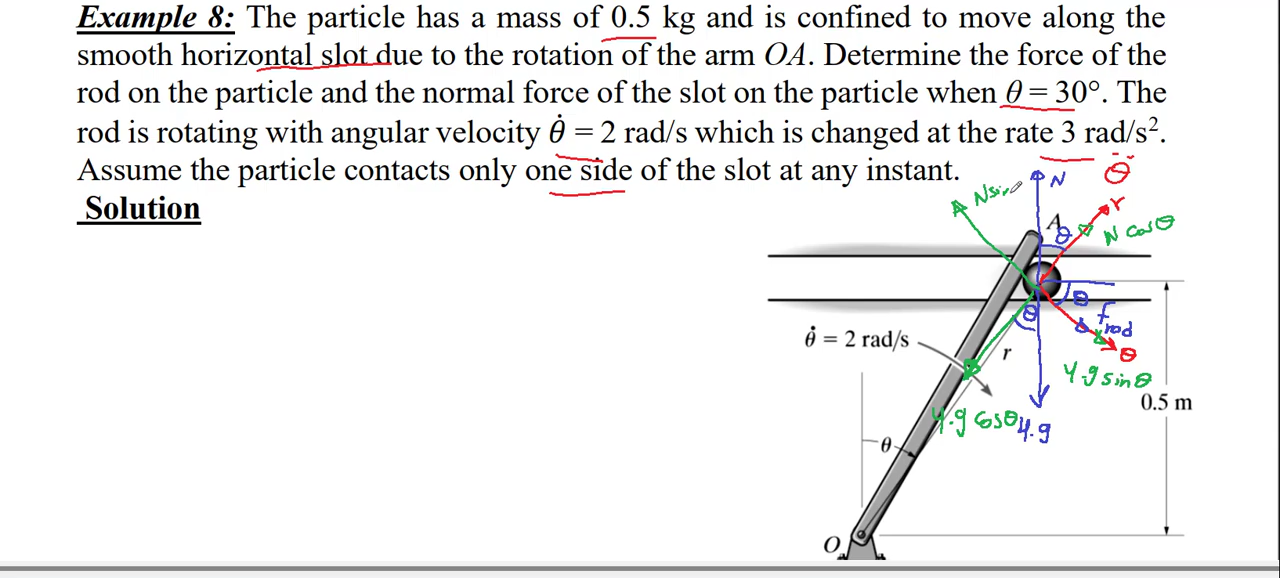 Example 8: The particle has a mass of 0.5 kg and is confined to move along the
smooth horizontal slot due to the rotation of the arm OA. Determine the force of the
rod on the particle and the normal force of the slot on the particle when θ = 30°. The
rod is rotating with angular velocity θ̇ = 2 rad/s which is changed at the rate 3 rad/s².
Assume the particle contacts only one side of the slot at any instant.
Solution
θ̈
N
N sin
r
A
θ
N cosθ
θ
θ
f rod
θ
θ̇ = 2 rad/s
r
4.9 sinθ
0.5 m
4.9 cosθ
4.9
θ
O